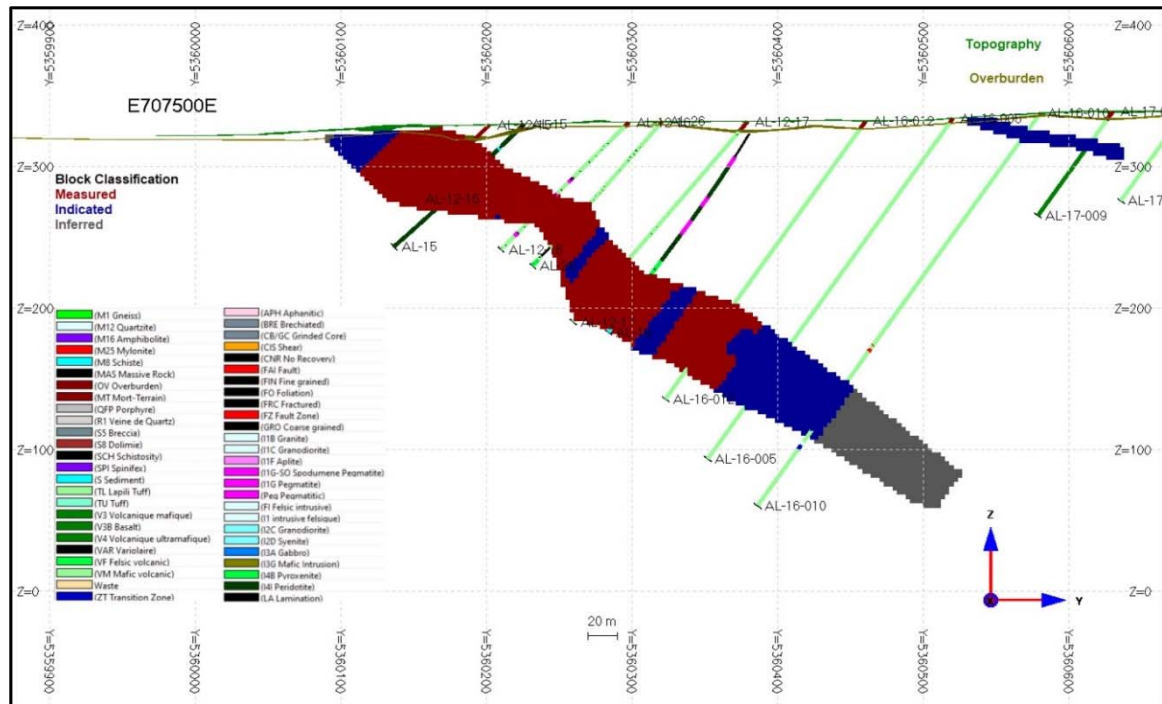 Z=400
Y=5359900
Y=5360000
Y=5360100
Y=5360200
Y=5360300
Y=5360400
Y=5360500
Y=5360600
Z=400
Topography
Overburden
E707500E
AL-12-17
AL-16-012
AL-16-005
AL-16-010
Z=300
Z=300
Block Classification
Measured
Indicated
Inferred
AL-12-16
AL-17-009
AL-15
Z=200
Z=200
AL-16-005
AL-16-010
Z=100
Z=100
Z=0
Z=0
(M1 Gneiss)
(M12 Quartzite)
(M16 Amphibolite)
(M25 Mylonite)
(M8 Schiste)
(MAS Massive Rock)
(OV Overburden)
(MT Mort-Terrain)
(QFP Porphyre)
(R1 Veine de Quartz)
(S5 Breccia)
(S8 Dolimie)
(SCH Schistosity)
(SPI Spinifex)
(S Sediment)
(TL Lapili Tuff)
(TU Tuff)
(V3 Volcanique mafique)
(V3B Basalt)
(V4 Volcanique ultramafique)
(VAR Variolaire)
(VF Felsic volcanic)
(VM Mafic volcanic)
Waste
(ZT Transition Zone)
(APH Aphanitic)
(BRE Brechiated)
(CB/GC Grinded Core)
(CIS Shear)
(CNR No Recovery)
(FAI Fault)
(FIN Fine grained)
(FO Foliation)
(FRC Fractured)
(FZ Fault Zone)
(GRO Coarse grained)
(I1B Granite)
(I1C Granodiorite)
(I1F Aplite)
(I1G-SO Spodumene Pegmatite)
(I1G Pegmatite)
(Peg Pegmatitic)
(FI Felsic intrusive)
(I1 intrusive felsique)
(I2C Granodiorite)
(I2D Syenite)
(I3A Gabbro)
(I3G Mafic Intrusion)
(I4B Pyroxenite)
(I4I Peridotite)
(LA Lamination)
Z
Y
X
20 m
Y=5359900
Y=5360000
Y=5360100
Y=5360200
Y=5360300
Y=5360400
Y=5360500
Y=5360600